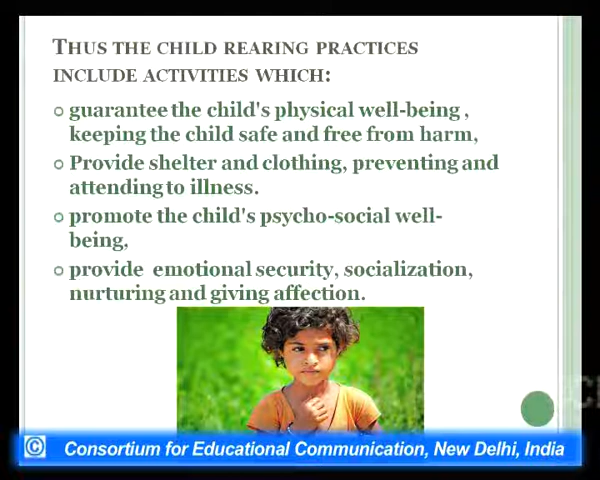 THUS THE CHILD REARING PRACTICES
INCLUDE ACTIVITIES WHICH:
guarantee the child's physical well-being ,
keeping the child safe and free from harm,
Provide shelter and clothing, preventing and
attending to illness.
promote the child's psycho-social well-
being,
provide emotional security, socialization,
nurturing and giving affection.
© Consortium for Educational Communication, New Delhi, India